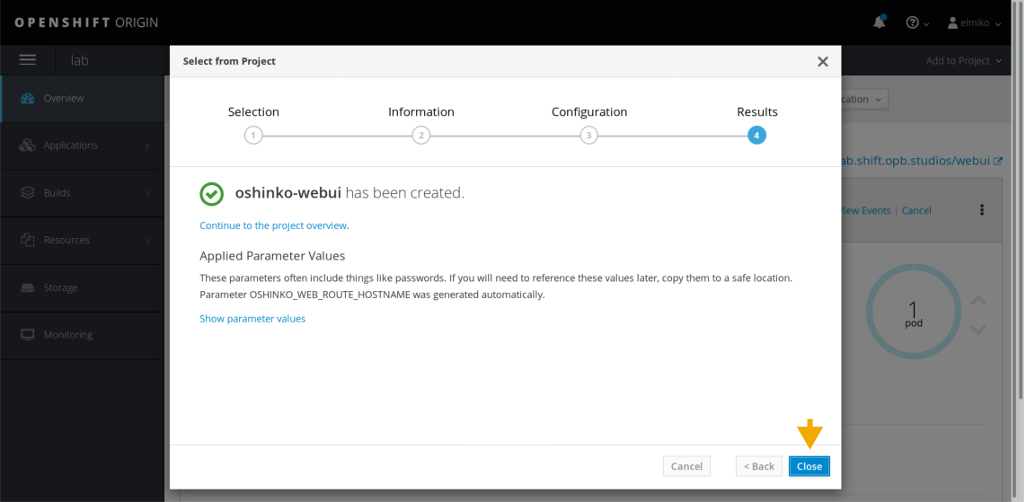 OPENSHIFT ORIGIN
elmiko
lab
Add to Project
Overview
Applications
Builds
Resources
Storage
Monitoring
Select from Project
Selection
Information
Configuration
Results
1
2
3
4
oshinko-webui has been created.
Continue to the project overview.
Applied Parameter Values
These parameters often include things like passwords. If you will need to reference these values later, copy them to a safe location.
Parameter OSHINKO_WEB_ROUTE_HOSTNAME was generated automatically.
Show parameter values
Cancel
< Back
Close
cation
ab.shift.opb.studios/webui
View Events | Cancel
1
pod